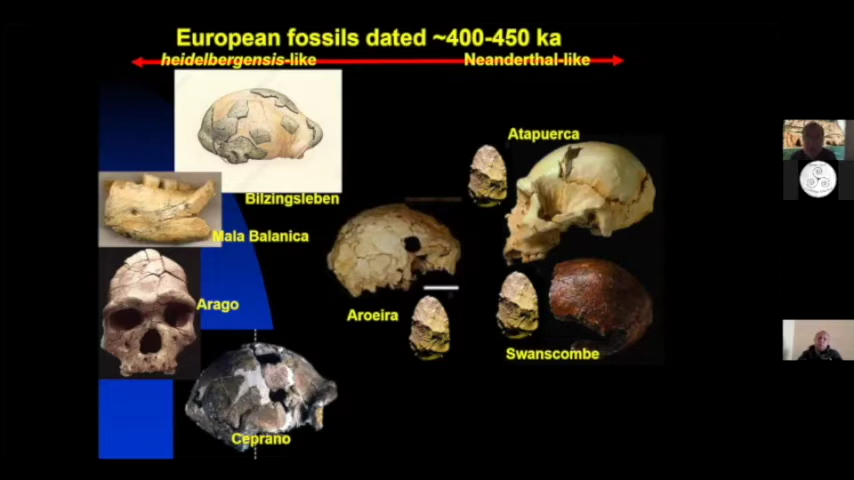 European fossils dated ~400-450 ka
heidelbergensis-like
Neanderthal-like
Atapuerca
Bilzingsleben
Mala Balanica
Arago
Aroeira
Swanscombe
Ceprano